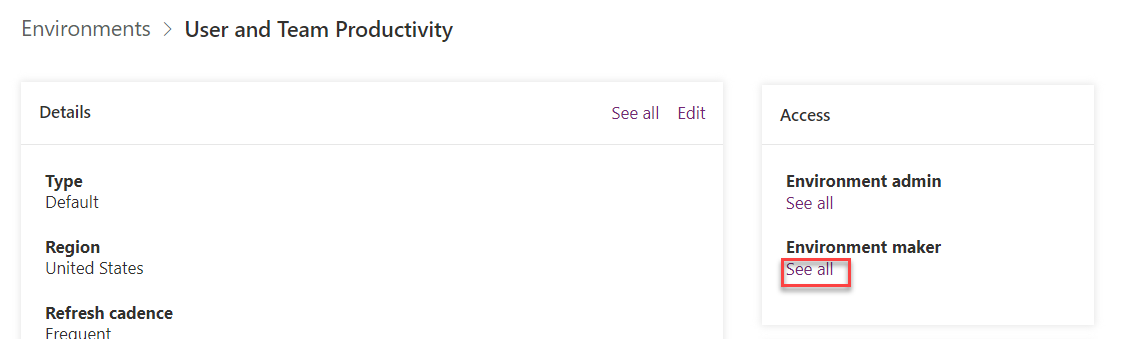 Environments > User and Team Productivity
Details
See all
Edit
Type
Default
Region
United States
Refresh cadence
Frequent
Access
Environment admin
See all
Environment maker
See all